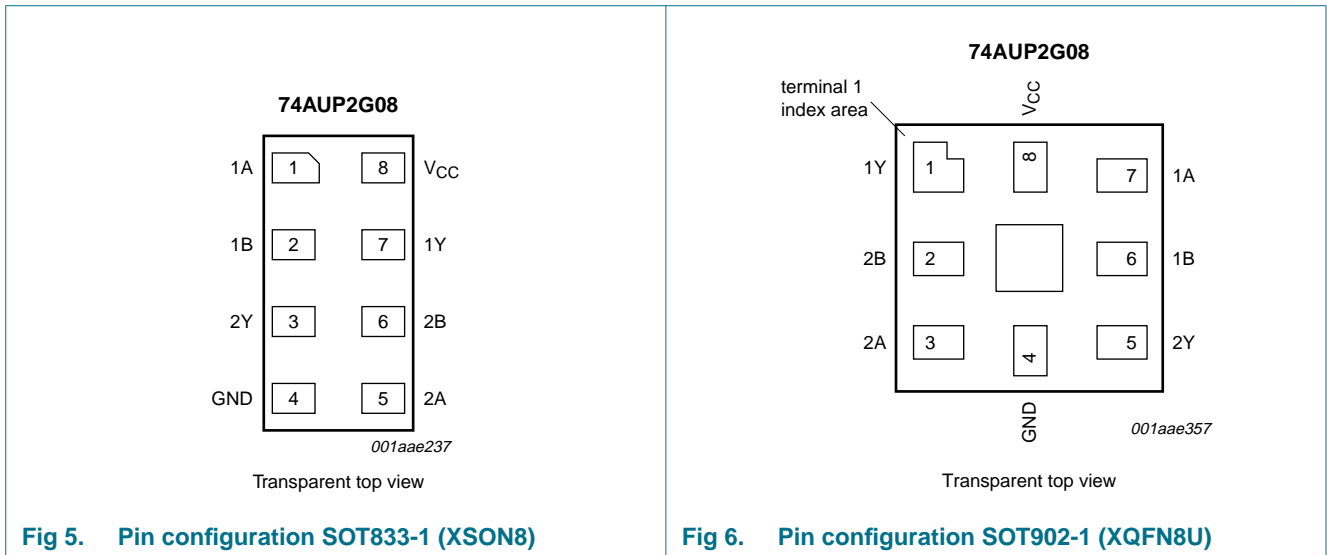 74AUP2G08
1A 1 8 VCC
1B 2 7 1Y
2Y 3 6 2B
GND 4 5 2A
001aae237
Transparent top view
Fig 5. Pin configuration SOT833-1 (XSON8)
74AUP2G08
terminal 1
index area
VCC
1Y 1 8 7 1A
2B 2 6 1B
2A 3 4 5 2Y
GND
001aae357
Transparent top view
Fig 6. Pin configuration SOT902-1 (XQFN8U)